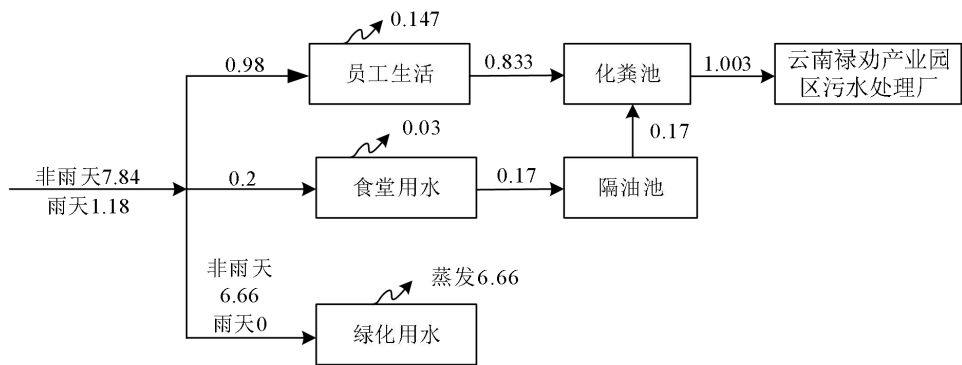 0.147
0.98
员工生活
0.833
化粪池
1.003
云南禄劝产业园
区污水处理厂
0.03
0.17
非雨天7.84
雨天1.18
0.2
食堂用水
0.17
隔油池
非雨天
6.66
雨天0
蒸发6.66
绿化用水